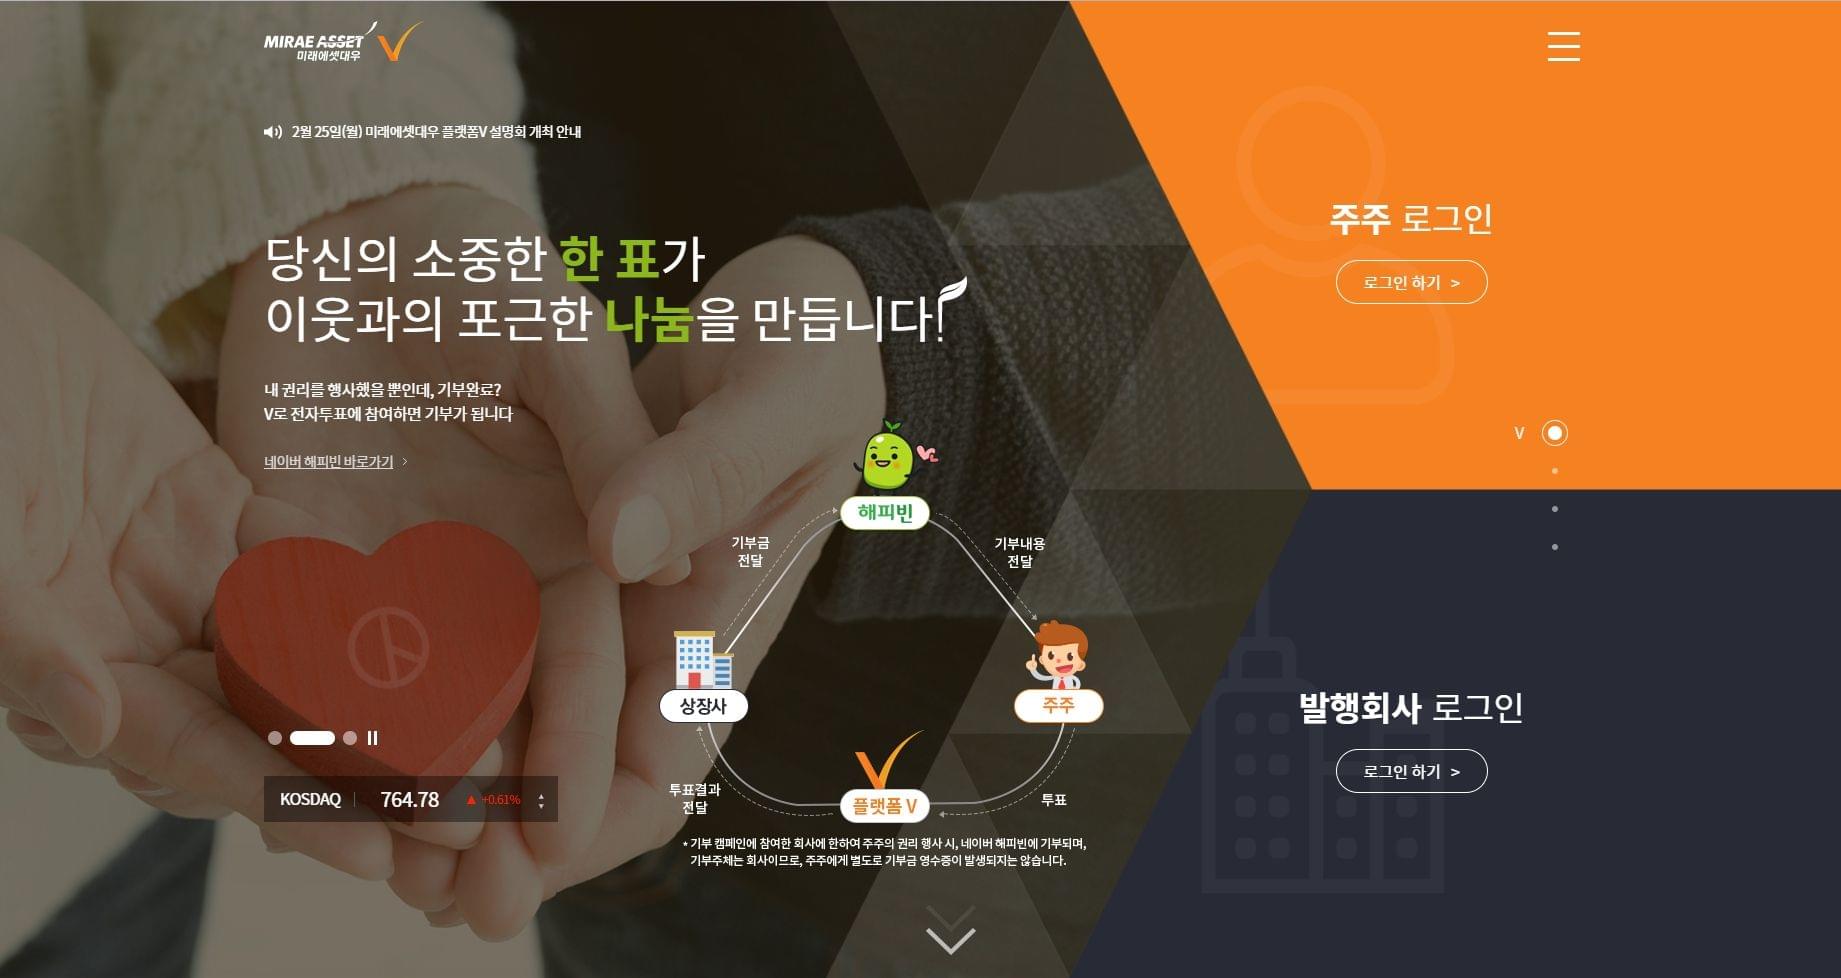 MIRAE ASSET
미래에셋대우
2월 25일(월) 미래에셋대우 플랫폼V 설명회 개최 안내
당신의 소중한 한 표가
이웃과의 포근한 나눔을 만듭니다!
내 권리를 행사했을 뿐인데, 기부완료?
V로 전자투표에 참여하면 기부가 됩니다
네이버 해피빈 바로가기 >
해피빈
기부금
전달
기부내용
전달
상장사
주주
투표결과
전달
플랫폼 V
투표
* 기부 캠페인에 참여한 회사에 한하여 주주의 권리 행사 시, 네이버 해피빈에 기부되며,
기부주체는 회사이므로, 주주에게 별도로 기부금 영수증이 발생되지는 않습니다.
KOSDAQ 764.78 ▲ +0.61%
주주 로그인
로그인 하기 >
V
발행회사 로그인
로그인 하기 >